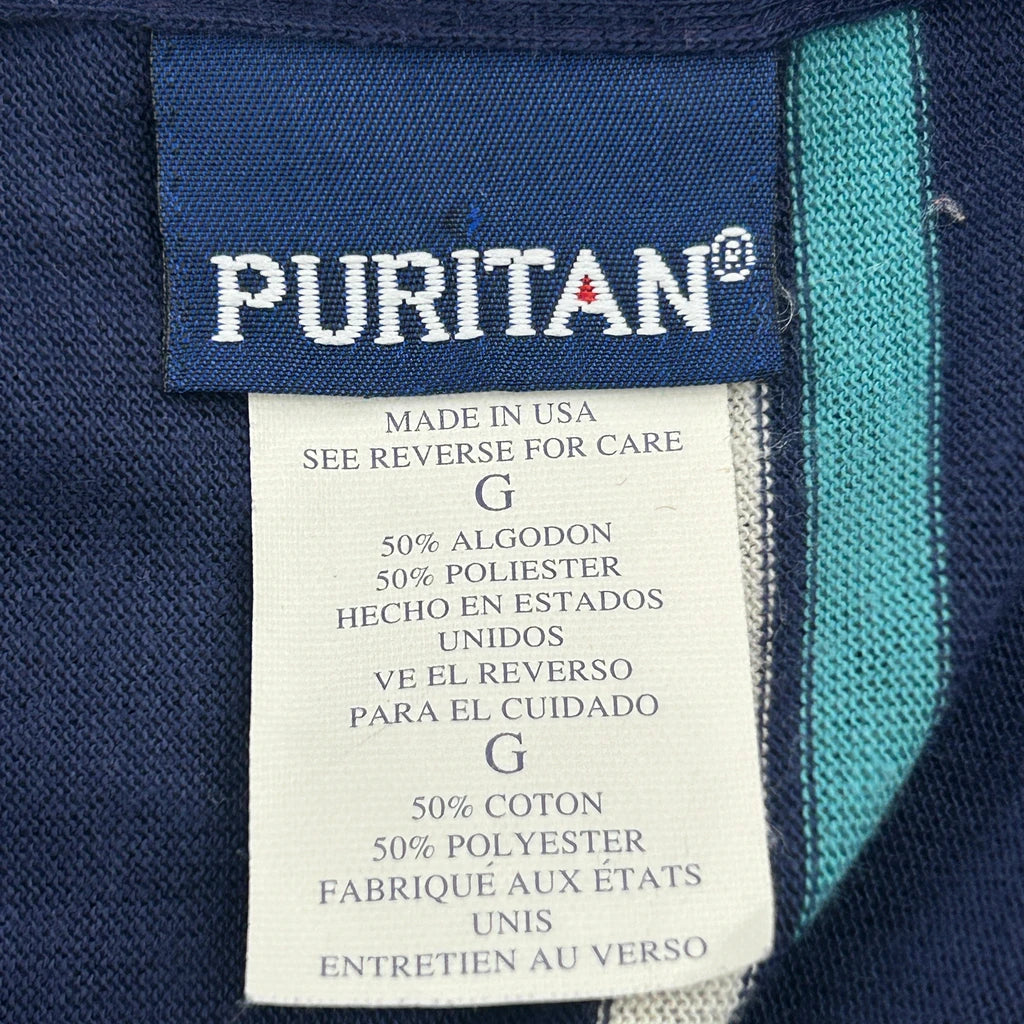 PURITAN®
MADE IN USA
SEE REVERSE FOR CARE
G
50% ALGODON
50% POLIESTER
HECHO EN ESTADOS
UNIDOS
VE EL REVERSO
PARA EL CUIDADO
G
50% COTON
50% POLYESTER
FABRIQUÉ AUX ÉTATS
UNIS
ENTRETIEN AU VERSO